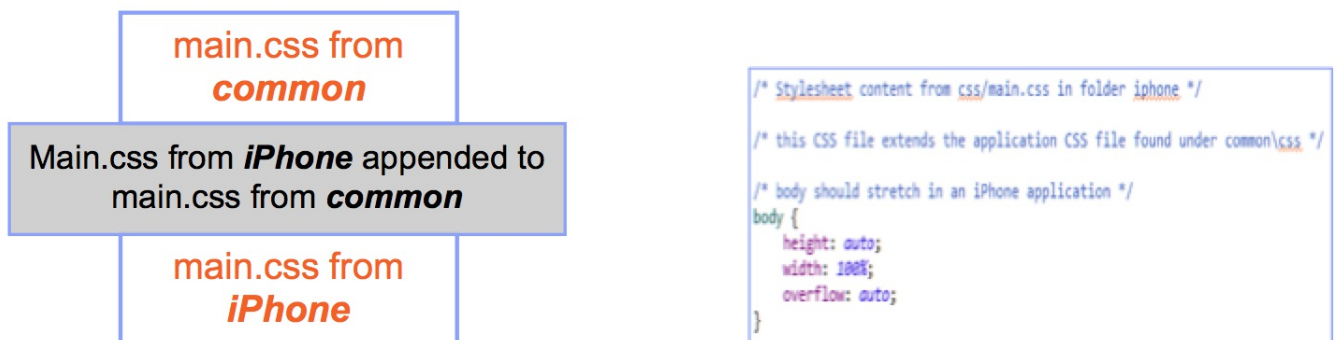 main.css from
common
Main.css from iPhone appended to
main.css from common
main.css from
iPhone
/* Stylesheet content from css/main.css in folder iphone */
/* this CSS file extends the application CSS file found under common\css */
/* body should stretch in an iPhone application */
body {
height: auto;
width: 100%;
overflow: auto;
}